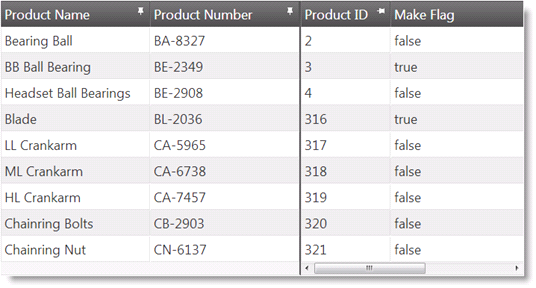 Product Name Product Number Product ID Make Flag
Bearing Ball BA-8327 2 false
BB Ball Bearing BE-2349 3 true
Headset Ball Bearings BE-2908 4 false
Blade BL-2036 316 true
LL Crankarm CA-5965 317 false
ML Crankarm CA-6738 318 false
HL Crankarm CA-7457 319 false
Chainring Bolts CB-2903 320 false
Chainring Nut CN-6137 321 false